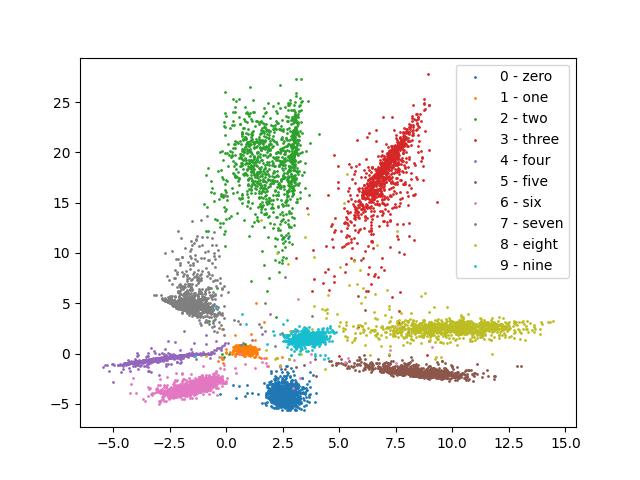 25
20
15
10
5
0
−5
−5.0 −2.5 0.0 2.5 5.0 7.5 10.0 12.5 15.0
0 - zero
1 - one
2 - two
3 - three
4 - four
5 - five
6 - six
7 - seven
8 - eight
9 - nine